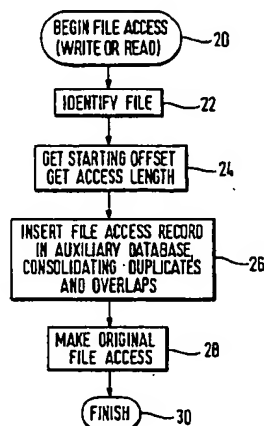 BEGIN FILE ACCESS
(WRITE OR READ)
20
IDENTIFY FILE
22
GET STARTING OFFSET
GET ACCESS LENGTH
24
INSERT FILE ACCESS RECORD
IN AUXILIARY DATABASE,
CONSOLIDATING DUPLICATES
AND OVERLAPS
26
MAKE ORIGINAL
FILE ACCESS
28
FINISH
30